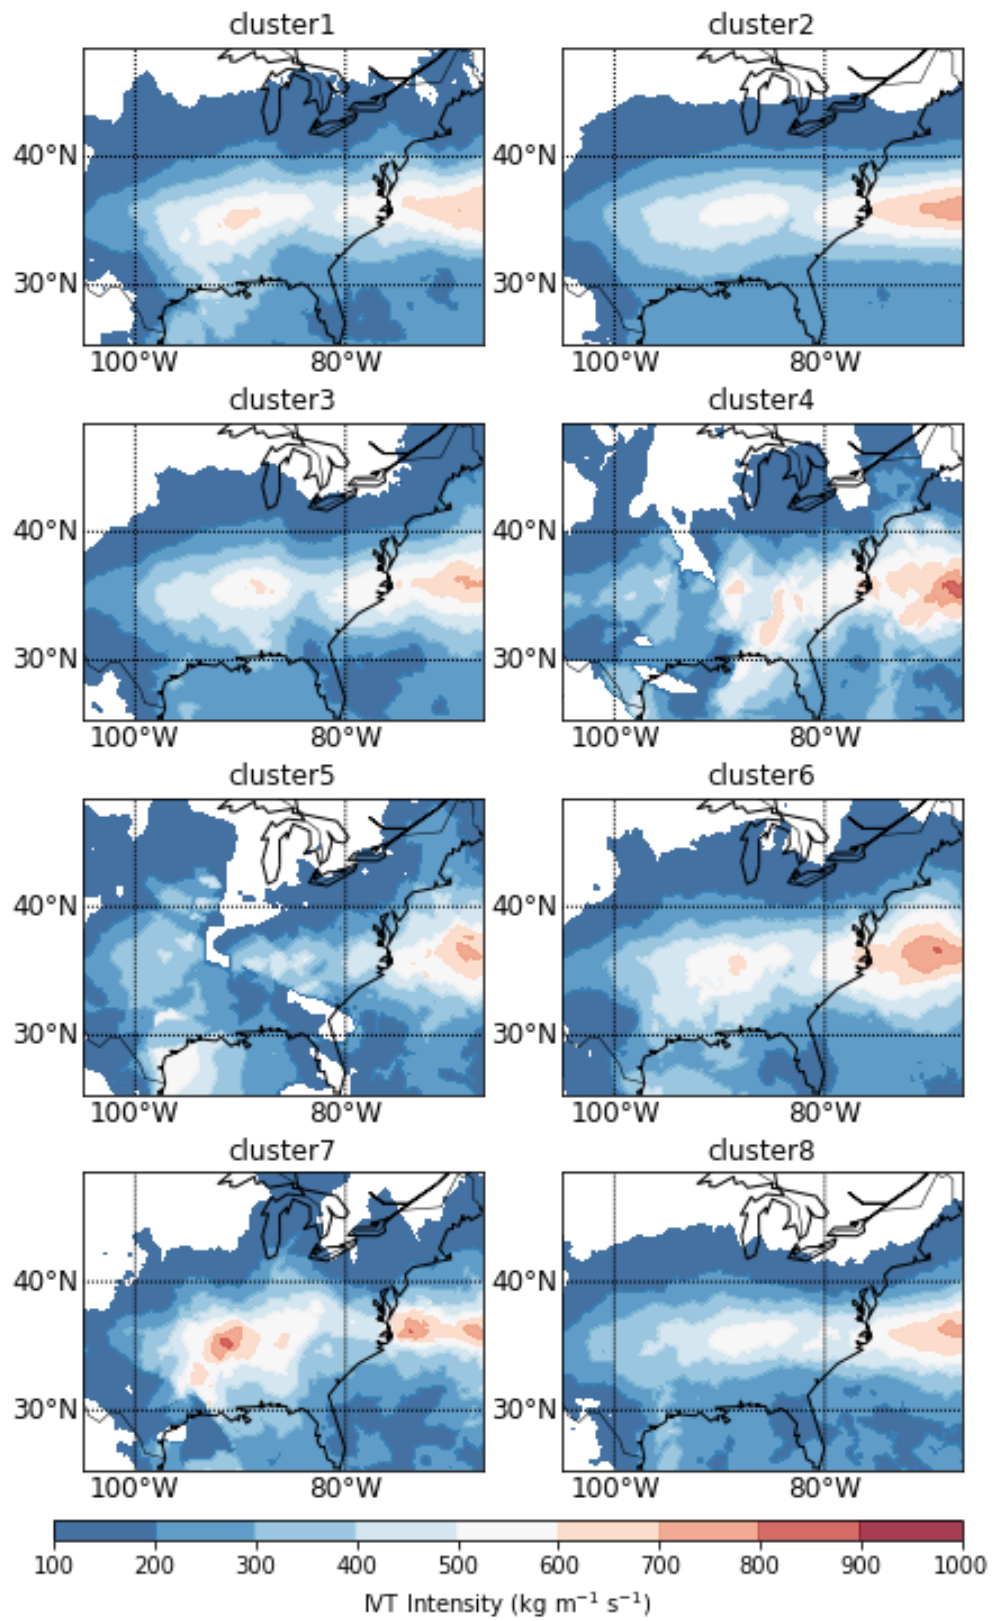 cluster1 cluster2
40°N 40°N
30°N 30°N
100°W 80°W 100°W 80°W
cluster3 cluster4
40°N 40°N
30°N 30°N
100°W 80°W 100°W 80°W
cluster5 cluster6
40°N 40°N
30°N 30°N
100°W 80°W 100°W 80°W
cluster7 cluster8
40°N 40°N
30°N 30°N
100°W 80°W 100°W 80°W
100 200 300 400 500 600 700 800 900 1000
IVT Intensity (kg m⁻¹ s⁻¹)